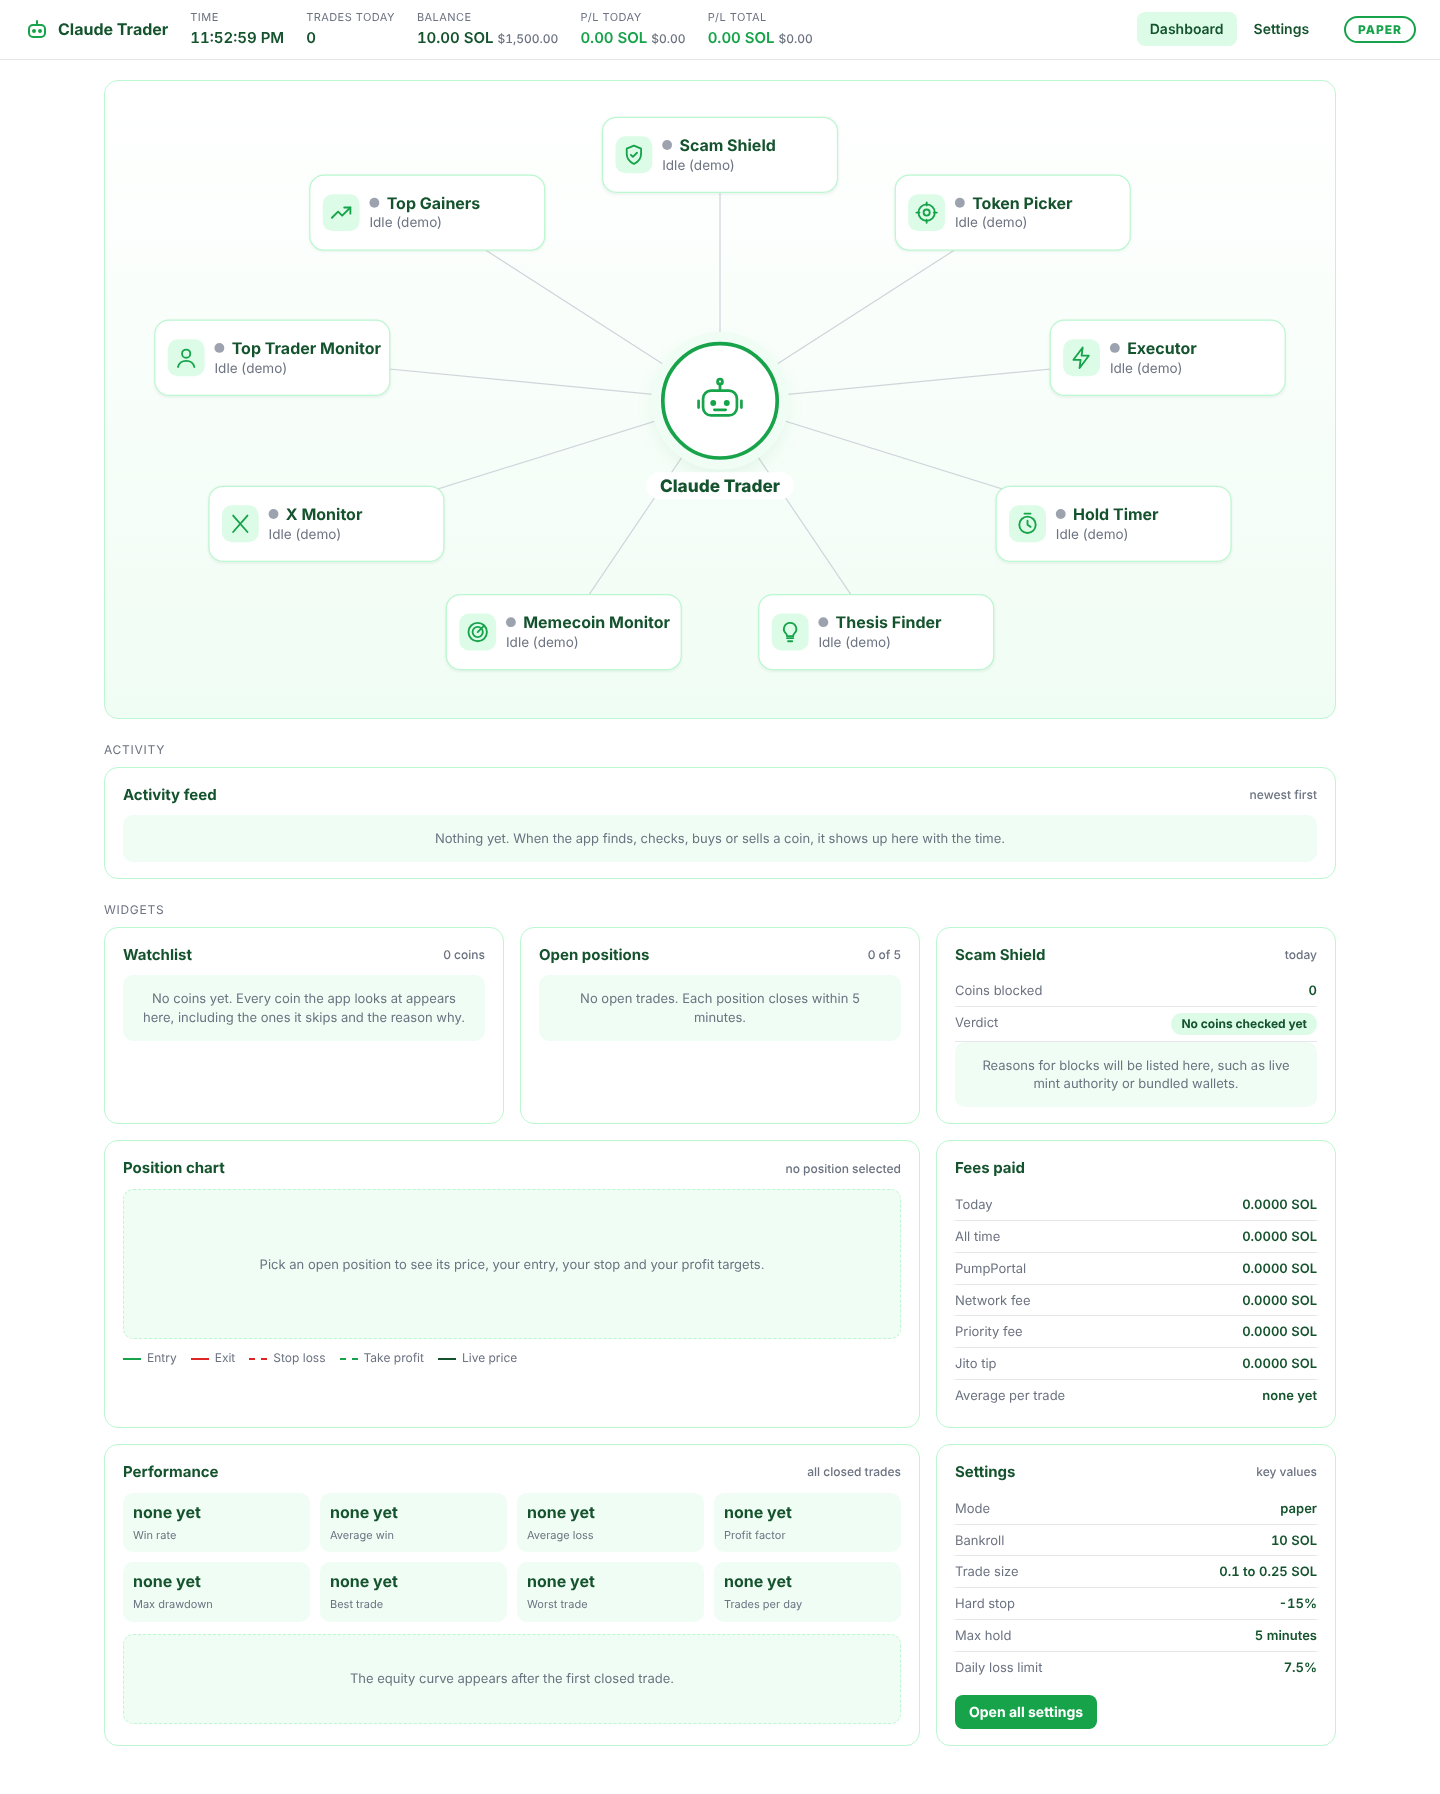 Claude Trader
TIME
11:52:59 PM
TRADES TODAY
0
BALANCE
10.00 SOL $1,500.00
P/L TODAY
0.00 SOL $0.00
P/L TOTAL
0.00 SOL $0.00
Dashboard
Settings
PAPER
Scam Shield
Idle (demo)
Top Gainers
Idle (demo)
Token Picker
Idle (demo)
Top Trader Monitor
Idle (demo)
Executor
Idle (demo)
Claude Trader
X Monitor
Idle (demo)
Hold Timer
Idle (demo)
Memecoin Monitor
Idle (demo)
Thesis Finder
Idle (demo)
ACTIVITY
Activity feed
newest first
Nothing yet. When the app finds, checks, buys or sells a coin, it shows up here with the time.
WIDGETS
Watchlist
0 coins
No coins yet. Every coin the app looks at appears
here, including the ones it skips and the reason why.
Open positions
0 of 5
No open trades. Each position closes within 5
minutes.
Scam Shield
today
Coins blocked
0
Verdict
No coins checked yet
Reasons for blocks will be listed here, such as live
mint authority or bundled wallets.
Position chart
no position selected
Pick an open position to see its price, your entry, your stop and your profit targets.
Entry
Exit
Stop loss
Take profit
Live price
Fees paid
Today
0.0000 SOL
All time
0.0000 SOL
PumpPortal
0.0000 SOL
Network fee
0.0000 SOL
Priority fee
0.0000 SOL
Jito tip
0.0000 SOL
Average per trade
none yet
Performance
all closed trades
none yet
Win rate
none yet
Average win
none yet
Average loss
none yet
Profit factor
none yet
Max drawdown
none yet
Best trade
none yet
Worst trade
none yet
Trades per day
The equity curve appears after the first closed trade.
Settings
key values
Mode
paper
Bankroll
10 SOL
Trade size
0.1 to 0.25 SOL
Hard stop
-15%
Max hold
5 minutes
Daily loss limit
7.5%
Open all settings